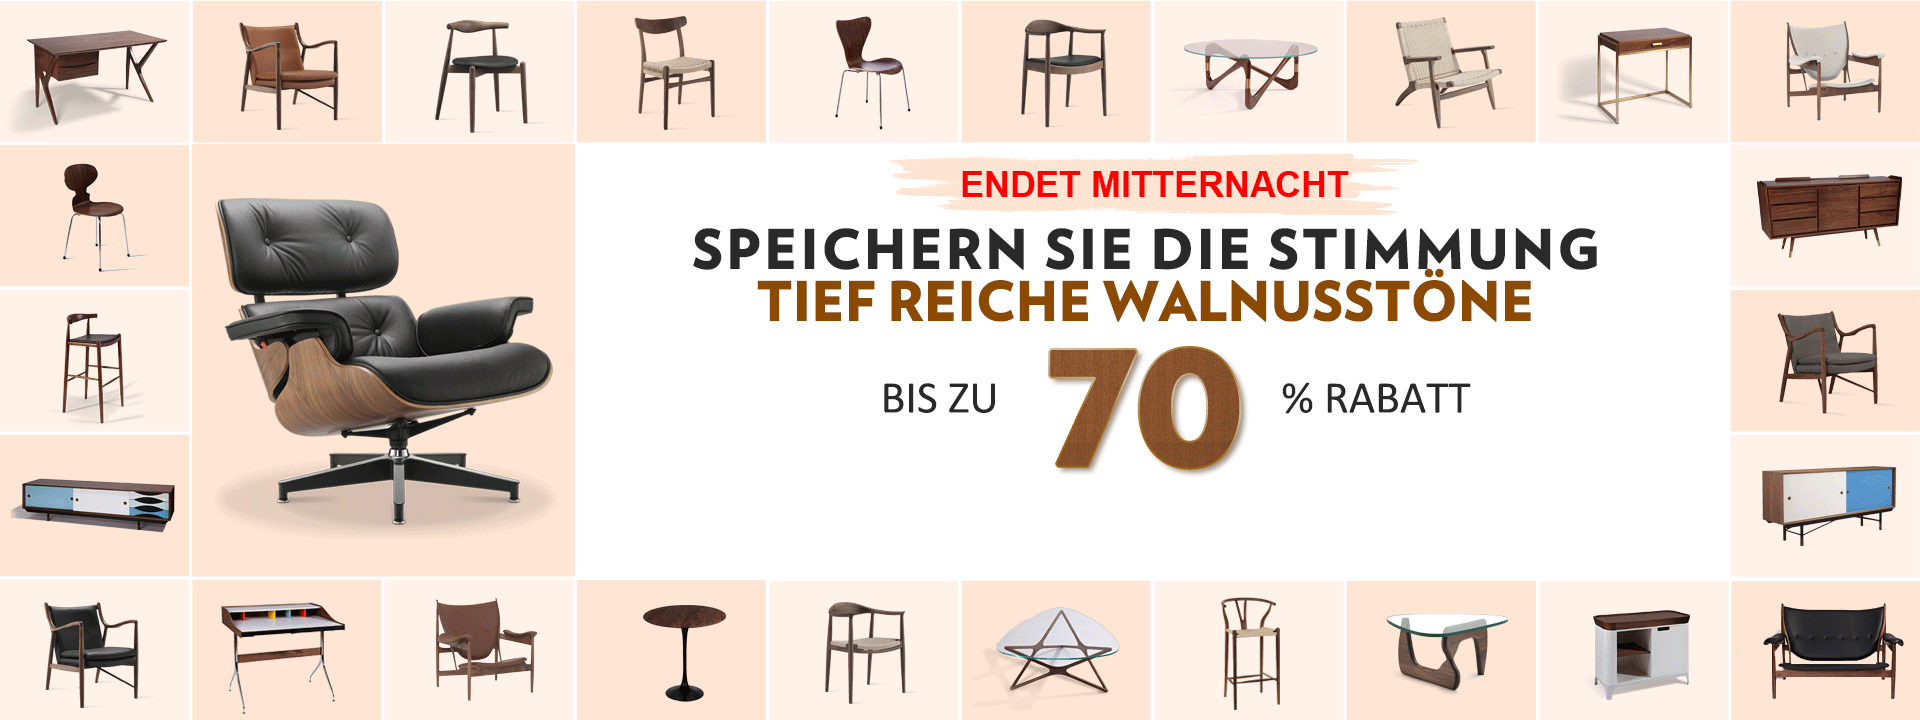 ENDET MITTERNACHT
SPEICHERN SIE DIE STIMMUNG
TIEF REICHE WALNUSSTÖNE
BIS ZU 70 % RABATT